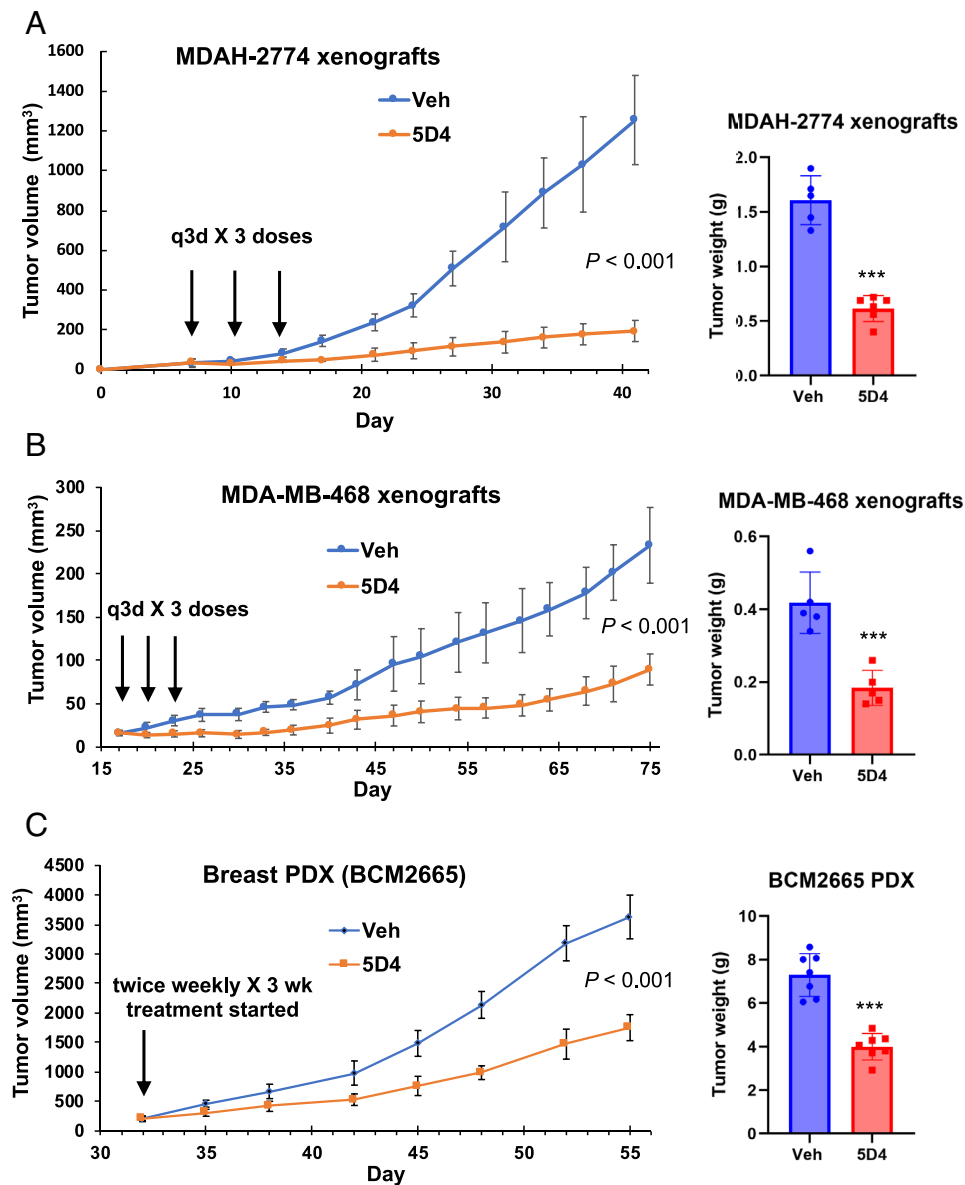 A
MDAH-2774 xenografts
Veh
5D4
q3d X 3 doses
P < 0.001
Tumor volume (mm³)
1600
1400
1200
1000
800
600
400
200
0
0 10 20 30 40
Day
MDAH-2774 xenografts
Tumor weight (g)
2.0
1.5
1.0
0.5
0.0
***
Veh 5D4
B
MDA-MB-468 xenografts
Veh
5D4
q3d X 3 doses
P < 0.001
Tumor volume (mm³)
300
250
200
150
100
50
0
15 25 35 45 55 65 75
Day
MDA-MB-468 xenografts
Tumor weight (g)
0.6
0.4
0.2
0.0
***
Veh 5D4
C
Breast PDX (BCM2665)
Veh
5D4
twice weekly X 3 wk
treatment started
P < 0.001
Tumor volume (mm³)
4500
4000
3500
3000
2500
2000
1500
1000
500
0
30 35 40 45 50 55
Day
BCM2665 PDX
Tumor weight (g)
8
6
4
2
0
***
Veh 5D4